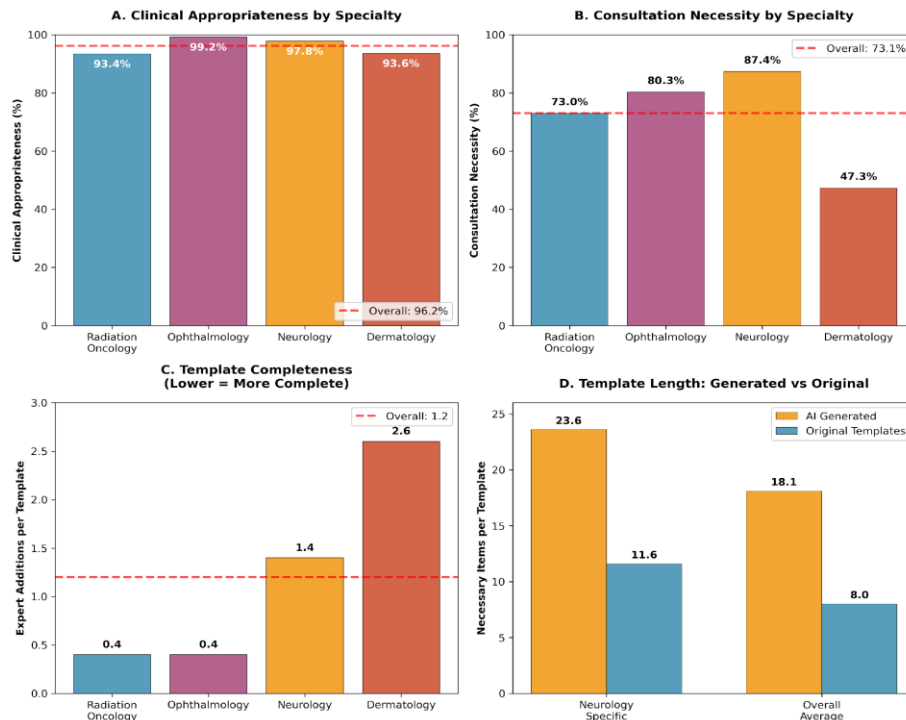 A. Clinical Appropriateness by Specialty
Clinical Appropriateness (%)
100
80
60
40
20
0
93.4%
99.2%
97.8%
93.6%
Overall: 96.2%
Radiation
Oncology
Ophthalmology
Neurology
Dermatology
B. Consultation Necessity by Specialty
Consultation Necessity (%)
100
80
60
40
20
0
Overall: 73.1%
73.0%
80.3%
87.4%
47.3%
Radiation
Oncology
Ophthalmology
Neurology
Dermatology
C. Template Completeness
(Lower = More Complete)
Expert Additions per Template
3.0
2.5
2.0
1.5
1.0
0.5
0.0
Overall: 1.2
0.4
0.4
1.4
2.6
Radiation
Oncology
Ophthalmology
Neurology
Dermatology
D. Template Length: Generated vs Original
Necessary Items per Template
25
20
15
10
5
0
AI Generated
Original Templates
23.6
11.6
18.1
8.0
Neurology
Specific
Overall
Average